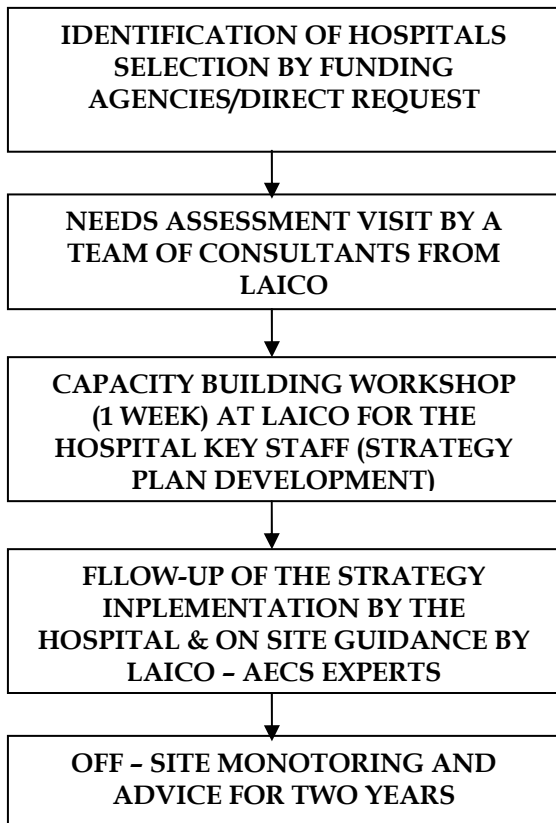 IDENTIFICATION OF HOSPITALS
SELECTION BY FUNDING
AGENCIES/DIRECT REQUEST
NEEDS ASSESSMENT VISIT BY A
TEAM OF CONSULTANTS FROM
LAICO
CAPACITY BUILDING WORKSHOP
(1 WEEK) AT LAICO FOR THE
HOSPITAL KEY STAFF (STRATEGY
PLAN DEVELOPMENT)
FLLOW-UP OF THE STRATEGY
INPLEMENTATION BY THE
HOSPITAL & ON SITE GUIDANCE BY
LAICO – AECS EXPERTS
OFF – SITE MONOTORING AND
ADVICE FOR TWO YEARS